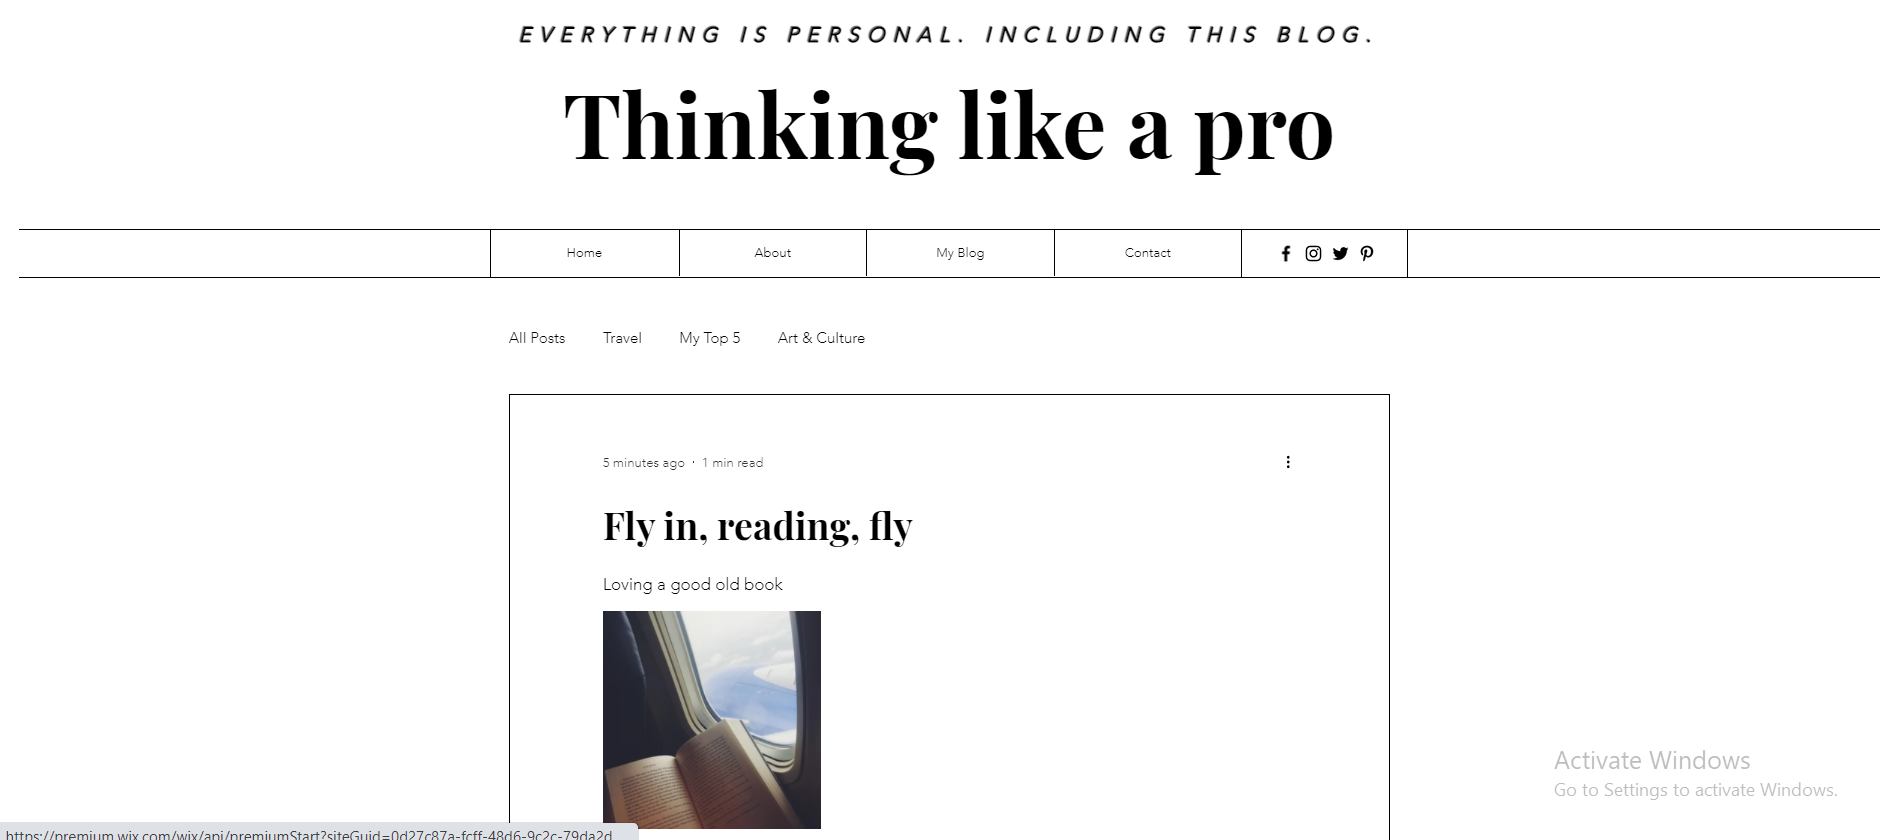 EVERYTHING IS PERSONAL. INCLUDING THIS BLOG.
Thinking like a pro
Home About My Blog Contact
All Posts Travel My Top 5 Art & Culture
5 minutes ago · 1 min read
Fly in, reading, fly
Loving a good old book
Activate Windows
Go to Settings to activate Windows.
https://premium.wix.com/wix/api/premiumStart?siteGuid=0d27c87a-fcff-48d6-9c2c-79da2d...